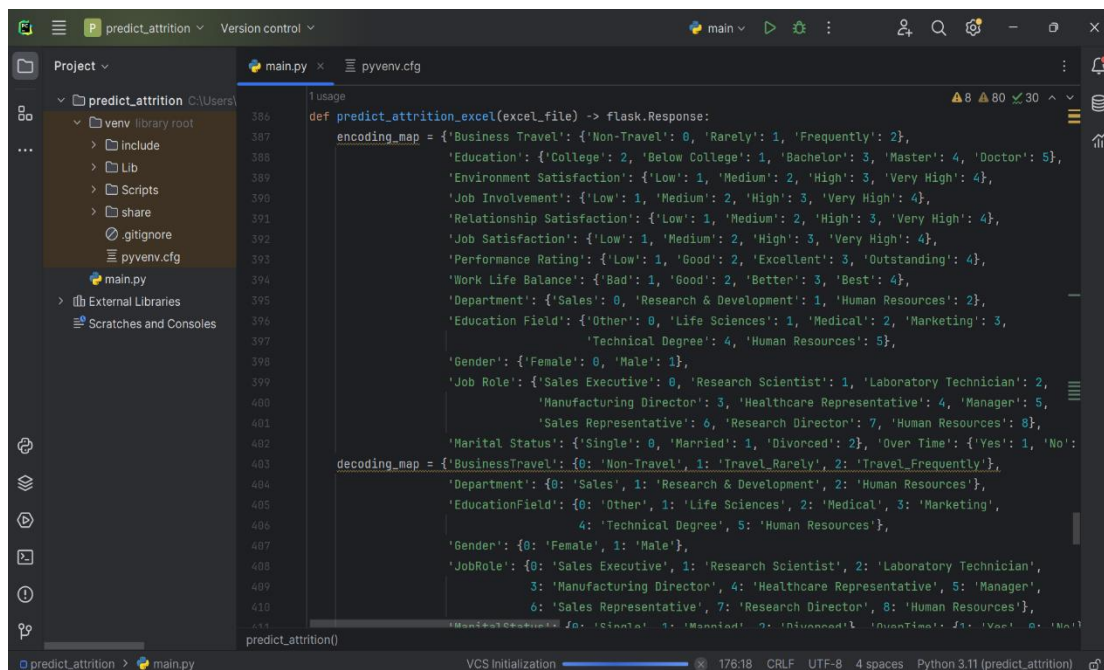 predict_attrition
Version control
main
Project
main.py
pyvenv.cfg
predict_attrition C:\Users\
venv library root
include
Lib
Scripts
share
.gitignore
pyvenv.cfg
main.py
External Libraries
Scratches and Consoles
1 usage
8 80 30
386 def predict_attrition_excel(excel_file) -> flask.Response:
387 encoding_map = {'Business Travel': {'Non-Travel': 0, 'Rarely': 1, 'Frequently': 2},
388 'Education': {'College': 2, 'Below College': 1, 'Bachelor': 3, 'Master': 4, 'Doctor': 5},
389 'Environment Satisfaction': {'Low': 1, 'Medium': 2, 'High': 3, 'Very High': 4},
390 'Job Involvement': {'Low': 1, 'Medium': 2, 'High': 3, 'Very High': 4},
391 'Relationship Satisfaction': {'Low': 1, 'Medium': 2, 'High': 3, 'Very High': 4},
392 'Job Satisfaction': {'Low': 1, 'Medium': 2, 'High': 3, 'Very High': 4},
393 'Performance Rating': {'Low': 1, 'Good': 2, 'Excellent': 3, 'Outstanding': 4},
394 'Work Life Balance': {'Bad': 1, 'Good': 2, 'Better': 3, 'Best': 4},
395 'Department': {'Sales': 0, 'Research & Development': 1, 'Human Resources': 2},
396 'Education Field': {'Other': 0, 'Life Sciences': 1, 'Medical': 2, 'Marketing': 3,
397 'Technical Degree': 4, 'Human Resources': 5},
398 'Gender': {'Female': 0, 'Male': 1},
399 'Job Role': {'Sales Executive': 0, 'Research Scientist': 1, 'Laboratory Technician': 2,
400 'Manufacturing Director': 3, 'Healthcare Representative': 4, 'Manager': 5,
401 'Sales Representative': 6, 'Research Director': 7, 'Human Resources': 8},
402 'Marital Status': {'Single': 0, 'Married': 1, 'Divorced': 2}, 'Over Time': {'Yes': 1, 'No':
403 decoding_map = {'BusinessTravel': {0: 'Non-Travel', 1: 'Travel_Rarely', 2: 'Travel_Frequently'},
404 'Department': {0: 'Sales', 1: 'Research & Development', 2: 'Human Resources'},
405 'EducationField': {0: 'Other', 1: 'Life Sciences', 2: 'Medical', 3: 'Marketing',
406 4: 'Technical Degree', 5: 'Human Resources'},
407 'Gender': {0: 'Female', 1: 'Male'},
408 'JobRole': {0: 'Sales Executive', 1: 'Research Scientist', 2: 'Laboratory Technician',
409 3: 'Manufacturing Director', 4: 'Healthcare Representative', 5: 'Manager',
410 6: 'Sales Representative', 7: 'Research Director', 8: 'Human Resources'},
411 'MaritalStatus': {0: 'Single', 1: 'Married', 2: 'Divorced'}, 'OverTime': {1: 'Yes', 0: 'No'}
predict_attrition()
predict_attrition > main.py
VCS Initialization
176:18 CRLF UTF-8 4 spaces Python 3.11 (predict_attrition)